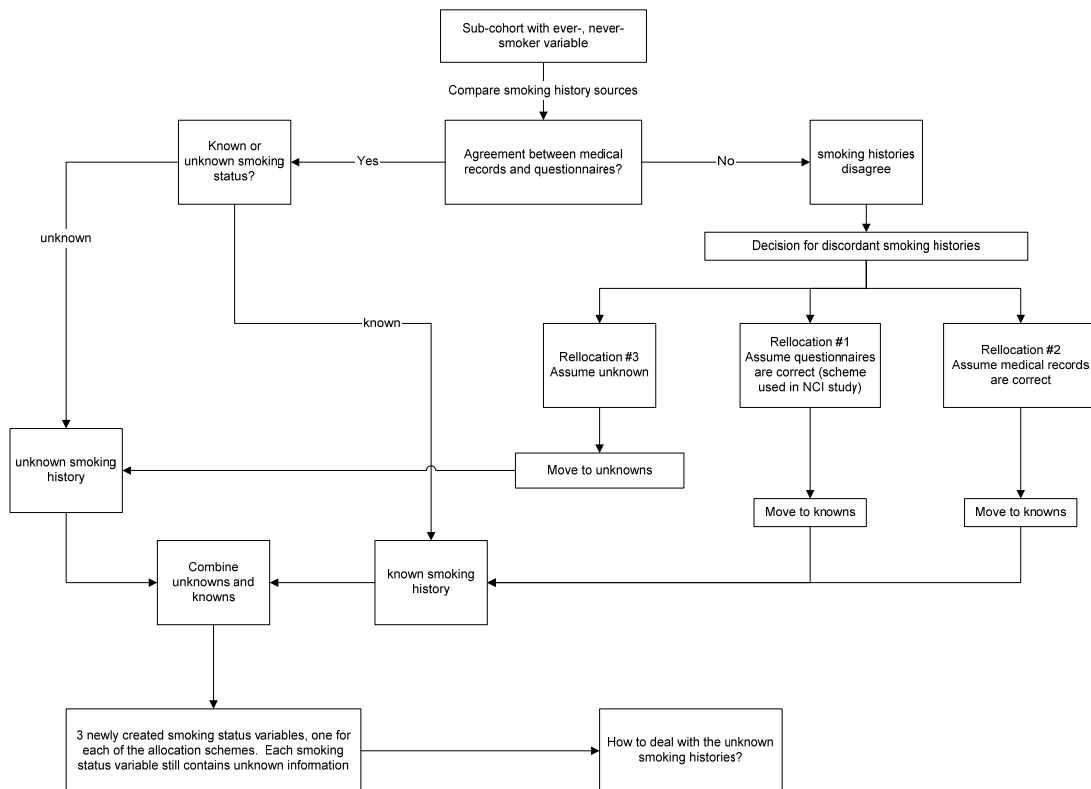 Sub-cohort with ever-, never-
smoker variable
Compare smoking history sources
Known or
unknown smoking
status?
Yes
Agreement between medical
records and questionnaires?
No
smoking histories
disagree
unknown
Decision for discordant smoking histories
known
Rellocation #3
Assume unknown
Rellocation #1
Assume questionnaires
are correct (scheme
used in NCI study)
Rellocation #2
Assume medical records
are correct
unknown smoking
history
Move to unknowns
Move to knowns
Move to knowns
Combine
unknowns and
knowns
known smoking
history
3 newly created smoking status variables, one for
each of the allocation schemes.  Each smoking
status variable still contains unknown information
How to deal with the unknown
smoking histories?